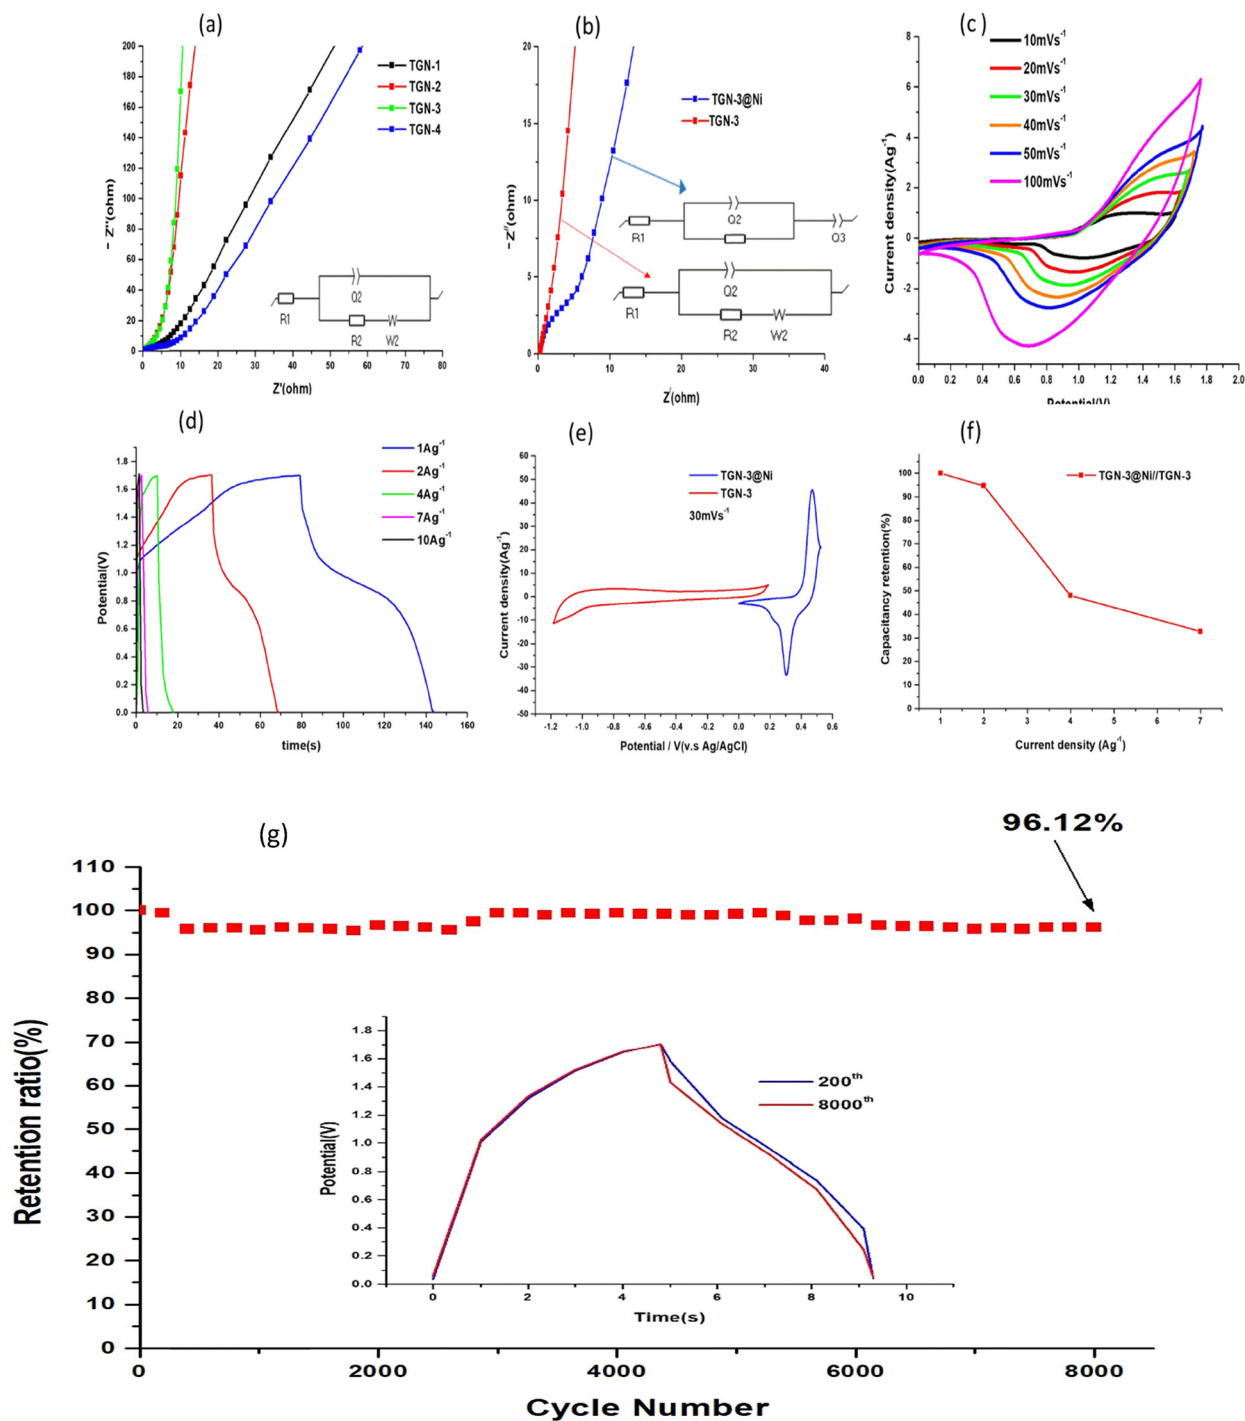 (a)
200
180
160
140
120
100
80
60
40
20
0
− Z''(ohm)
TGN-1
TGN-2
TGN-3
TGN-4
R1
Q2
R2
W2
0 10 20 30 40 50 60 70 80
Z'(ohm)
(b)
20
15
10
5
0
−Z''(ohm)
TGN-3@Ni
TGN-3
R1
Q2
Q3
R1
Q2
R2
W2
0 10 20 30 40
Z'(ohm)
(c)
8
6
4
2
0
-2
-4
Current density(Ag-1)
10mVs-1
20mVs-1
30mVs-1
40mVs-1
50mVs-1
100mVs-1
0.0 0.2 0.4 0.6 0.8 1.0 1.2 1.4 1.6 1.8 2.0
Potential(V)
(d)
1.8
1.6
1.4
1.2
1.0
0.8
0.6
0.4
0.2
0.0
Potential(V)
1Ag-1
2Ag-1
4Ag-1
7Ag-1
10Ag-1
0 20 40 60 80 100 120 140 160
time(s)
(e)
60
50
40
30
20
10
0
-10
-20
-30
-40
-50
Current density(Ag-1)
TGN-3@Ni
TGN-3
30mVs-1
-1.2 -1.0 -0.8 -0.6 -0.4 -0.2 0.0 0.2 0.4 0.6
Potential / V(v.s Ag/AgCl)
(f)
100
90
80
70
60
50
40
30
20
10
0
Capacitancy retention(%)
TGN-3@Ni//TGN-3
1 2 3 4 5 6 7
Current density (Ag-1)
(g)
96.12%
110
100
90
80
70
60
50
40
30
20
10
0
Retention ratio(%)
1.8
1.6
1.4
1.2
1.0
0.8
0.6
0.4
0.2
0.0
Potential(V)
200th
8000th
0 2 4 6 8 10
Time(s)
0 2000 4000 6000 8000
Cycle Number